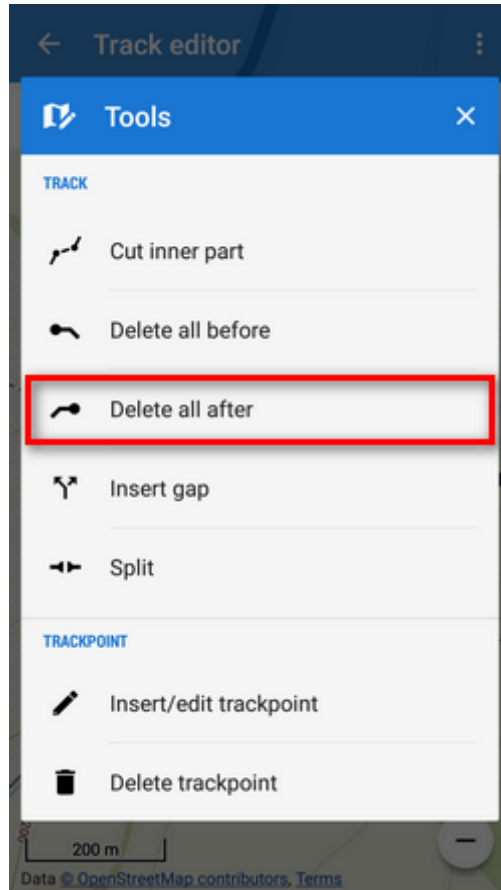 Track editor
Tools
TRACK
Cut inner part
Delete all before
Delete all after
Insert gap
Split
TRACKPOINT
Insert/edit trackpoint
Delete trackpoint
200 m
Data © OpenStreetMap contributors, Terms